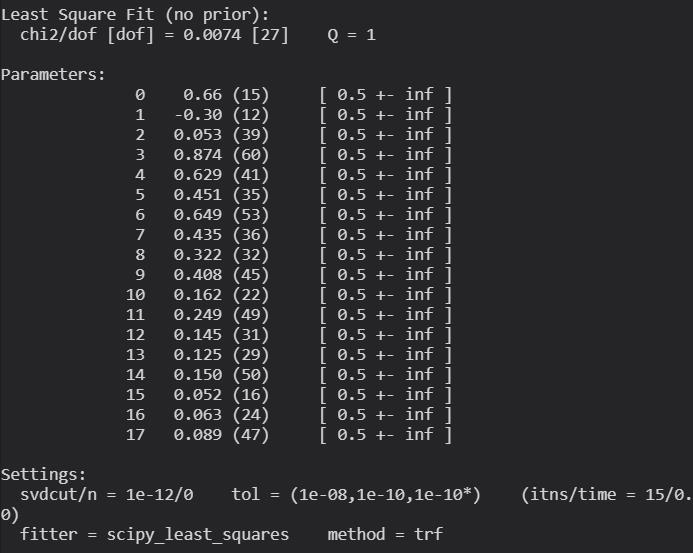 Least Square Fit (no prior):
  chi2/dof [dof] = 0.0074 [27]    Q = 1

Parameters:
              0    0.66 (15)     [ 0.5 +- inf ]
              1   -0.30 (12)     [ 0.5 +- inf ]
              2   0.053 (39)     [ 0.5 +- inf ]
              3   0.874 (60)     [ 0.5 +- inf ]
              4   0.629 (41)     [ 0.5 +- inf ]
              5   0.451 (35)     [ 0.5 +- inf ]
              6   0.649 (53)     [ 0.5 +- inf ]
              7   0.435 (36)     [ 0.5 +- inf ]
              8   0.322 (32)     [ 0.5 +- inf ]
              9   0.408 (45)     [ 0.5 +- inf ]
             10   0.162 (22)     [ 0.5 +- inf ]
             11   0.249 (49)     [ 0.5 +- inf ]
             12   0.145 (31)     [ 0.5 +- inf ]
             13   0.125 (29)     [ 0.5 +- inf ]
             14   0.150 (50)     [ 0.5 +- inf ]
             15   0.052 (16)     [ 0.5 +- inf ]
             16   0.063 (24)     [ 0.5 +- inf ]
             17   0.089 (47)     [ 0.5 +- inf ]

Settings:
  svdcut/n = 1e-12/0    tol = (1e-08,1e-10,1e-10*)    (itns/time = 15/0.
0)
  fitter = scipy_least_squares    method = trf